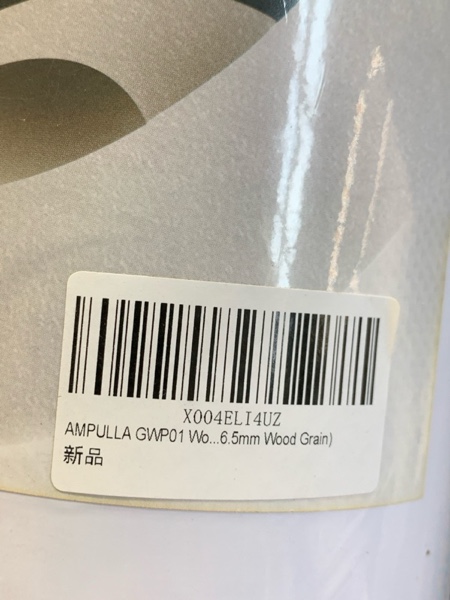 X004ELI4UZ
AMPULLA GWP01 Wo...6.5mm Wood Grain)
新品